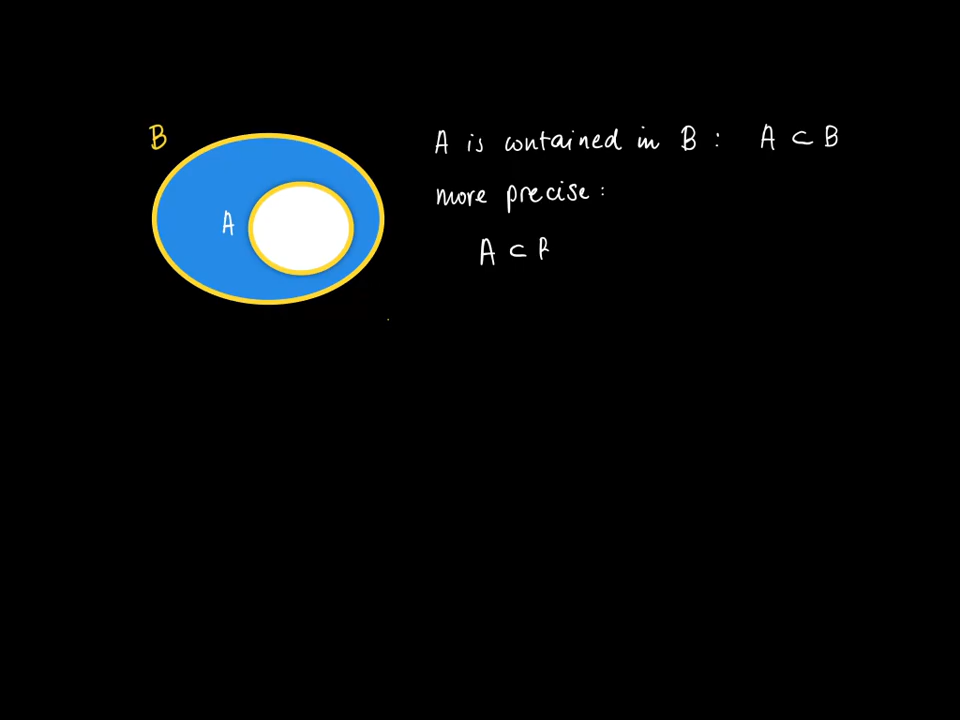 B
A
A is contained in B : A ⊂ B
more precise :
A ⊂